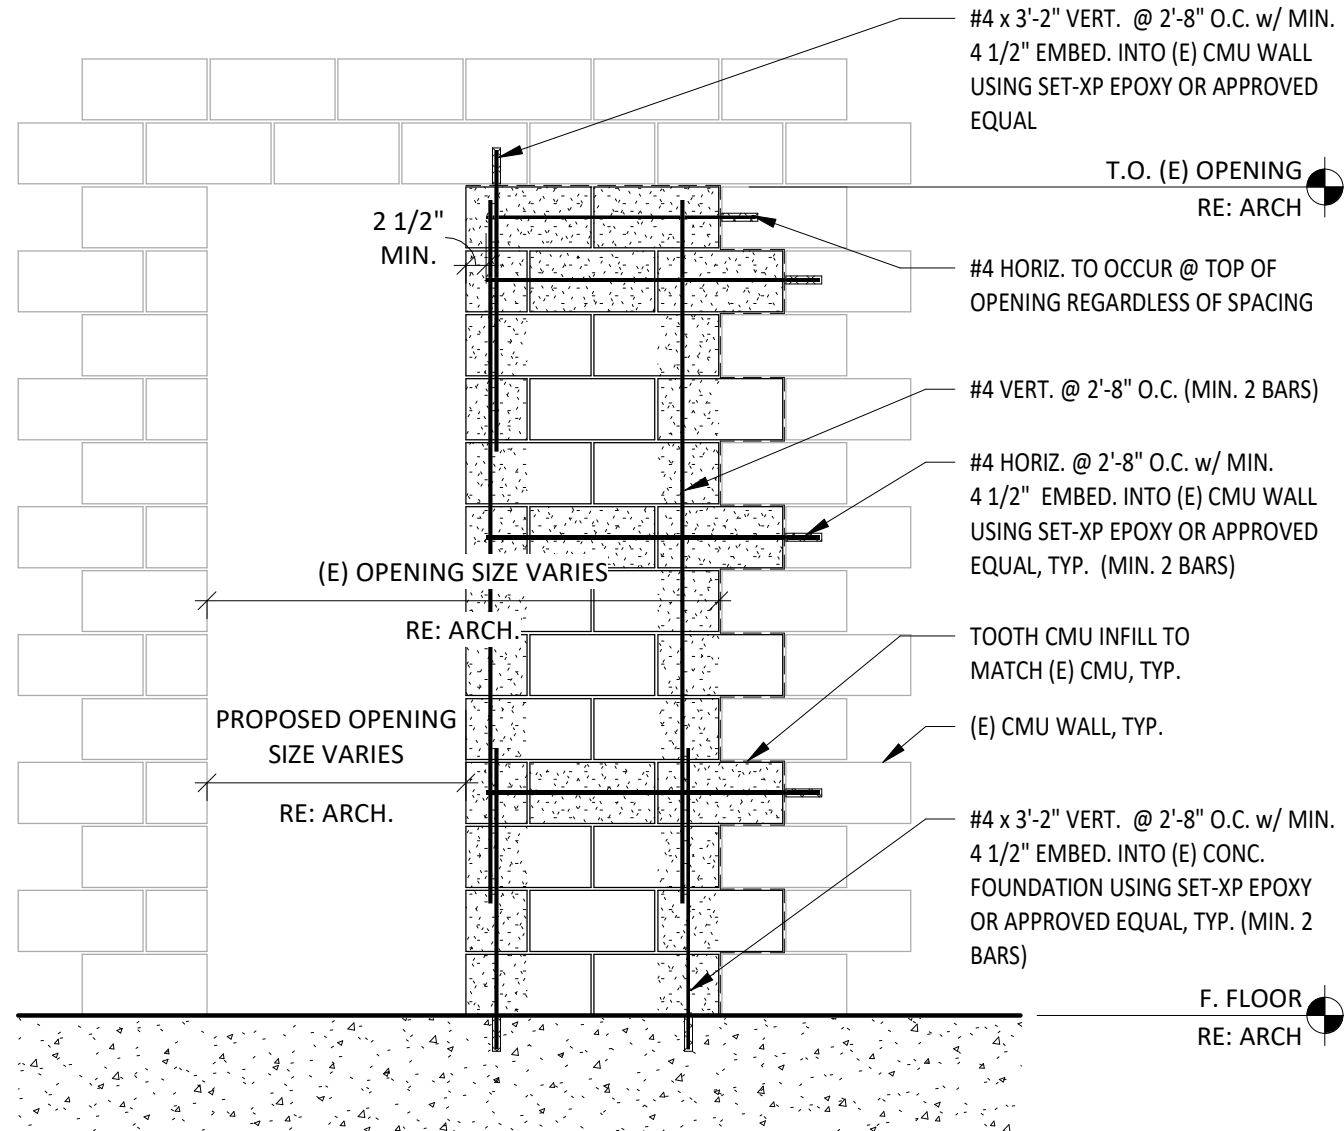 #4 x 3'-2" VERT. @ 2'-8" O.C. w/ MIN.
4 1/2" EMBED. INTO (E) CMU WALL
USING SET-XP EPOXY OR APPROVED
EQUAL
T.O. (E) OPENING
RE: ARCH
2 1/2"
MIN.
#4 HORIZ. TO OCCUR @ TOP OF
OPENING REGARDLESS OF SPACING
#4 VERT. @ 2'-8" O.C. (MIN. 2 BARS)
#4 HORIZ. @ 2'-8" O.C. w/ MIN.
4 1/2" EMBED. INTO (E) CMU WALL
USING SET-XP EPOXY OR APPROVED
EQUAL, TYP. (MIN. 2 BARS)
(E) OPENING SIZE VARIES
RE: ARCH.
TOOTH CMU INFILL TO
MATCH (E) CMU, TYP.
(E) CMU WALL, TYP.
PROPOSED OPENING
SIZE VARIES
RE: ARCH.
#4 x 3'-2" VERT. @ 2'-8" O.C. w/ MIN.
4 1/2" EMBED. INTO (E) CONC.
FOUNDATION USING SET-XP EPOXY
OR APPROVED EQUAL, TYP. (MIN. 2
BARS)
F. FLOOR
RE: ARCH